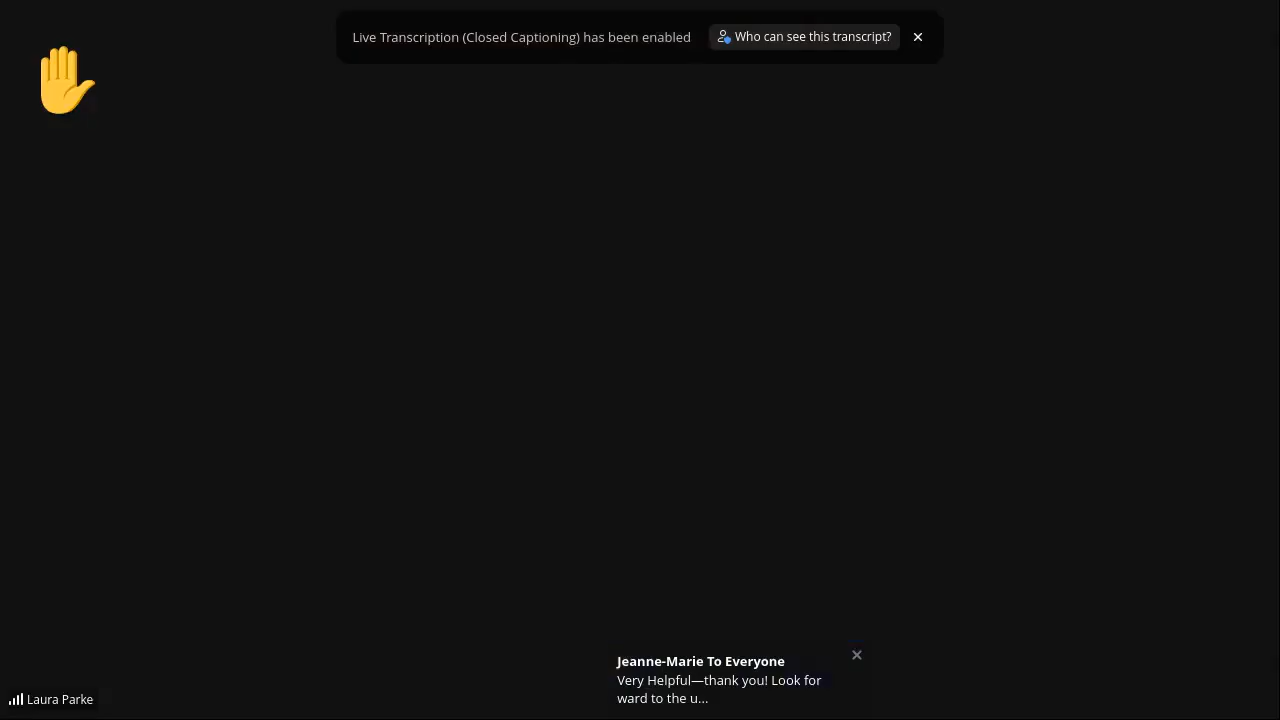 Live Transcription (Closed Captioning) has been enabled
Who can see this transcript?
Jeanne-Marie To Everyone
Very Helpful—thank you! Look for
ward to the u...
Laura Parke